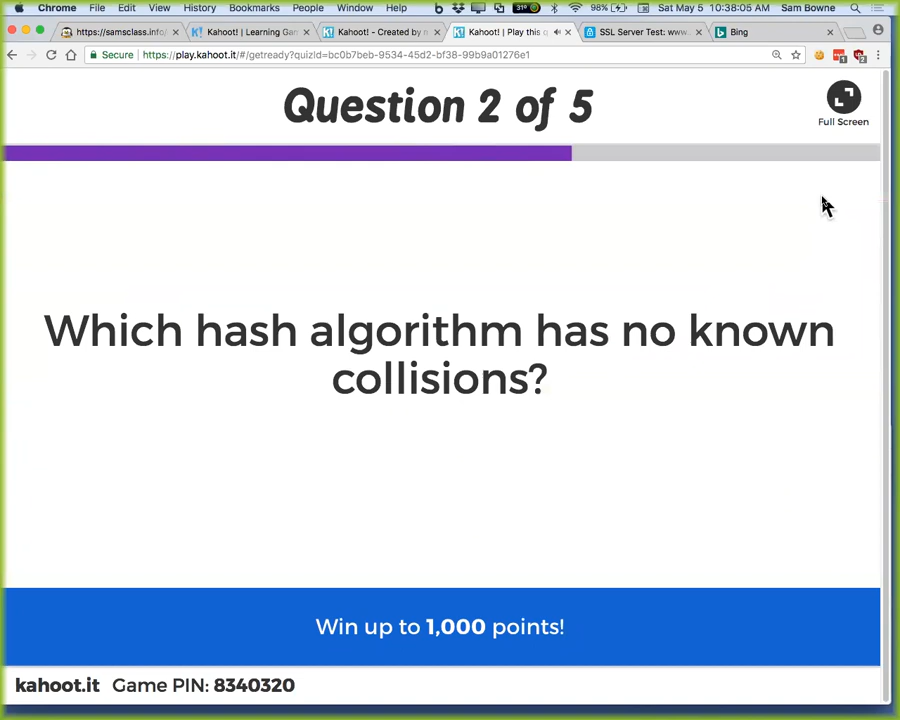 Chrome File Edit View History Bookmarks People Window Help 31° 98% Sat May 5 10:38:05 AM Sam Bowne
https://samsclass.info/ Kahoot! | Learning Gam Kahoot! - Created by n Kahoot! | Play this q SSL Server Test: www. Bing
Secure https://play.kahoot.it/#/getready?quizId=bc0b7beb-9534-45d2-bf38-99b9a01276e1
Question 2 of 5
Full Screen
Which hash algorithm has no known
collisions?
Win up to 1,000 points!
kahoot.it Game PIN: 8340320